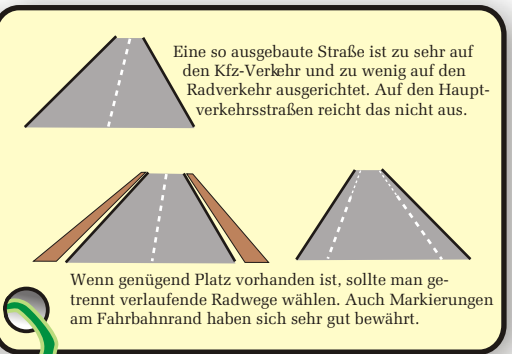 Eine so ausgebaute Straße ist zu sehr auf
den Kfz-Verkehr und zu wenig auf den
Radverkehr ausgerichtet. Auf den Haupt-
verkehrsstraßen reicht das nicht aus.
Wenn genügend Platz vorhanden ist, sollte man ge-
trennt verlaufende Radwege wählen. Auch Markierungen
am Fahrbahnrand haben sich sehr gut bewährt.